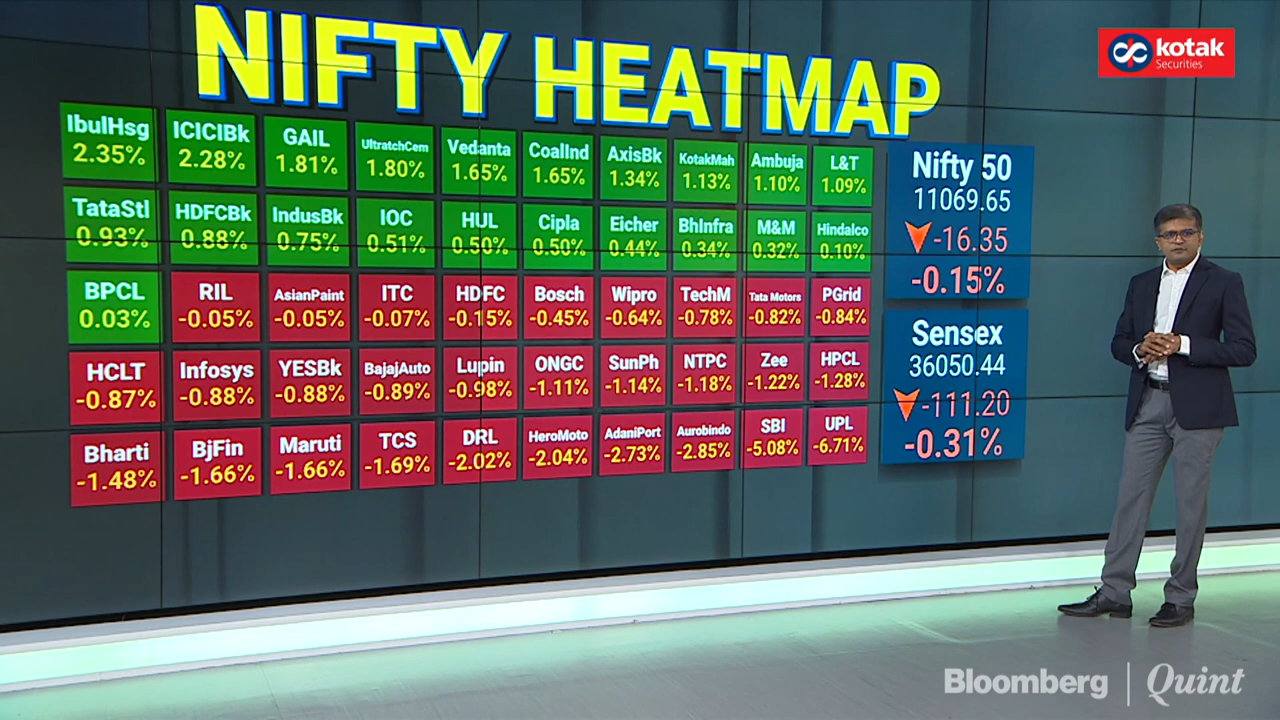 NIFTY HEATMAP
kotak
Securities
IbulHsg ICICIBk GAIL UltratchCem Vedanta CoalInd AxisBk KotakMah Ambuja L&T
2.35% 2.28% 1.81% 1.80% 1.65% 1.65% 1.34% 1.13% 1.10% 1.09%
TataStl HDFCBk IndusBk IOC HUL Cipla Eicher BhInfra M&M Hindalco
0.93% 0.88% 0.75% 0.51% 0.50% 0.50% 0.44% 0.34% 0.32% 0.10%
BPCL RIL AsianPaint ITC HDFC Bosch Wipro TechM Tata Motors PGrid
0.03% -0.05% -0.05% -0.07% -0.15% -0.45% -0.64% -0.78% -0.82% -0.84%
HCLT Infosys YESBk BajajAuto Lupin ONGC SunPh NTPC Zee HPCL
-0.87% -0.88% -0.88% -0.89% -0.98% -1.11% -1.14% -1.18% -1.22% -1.28%
Bharti BjFin Maruti TCS DRL HeroMoto AdaniPort Aurobindo SBI UPL
-1.48% -1.66% -1.66% -1.69% -2.02% -2.04% -2.73% -2.85% -5.08% -6.71%
Nifty 50
11069.65
-16.35
-0.15%
Sensex
36050.44
-111.20
-0.31%
Bloomberg | Quint